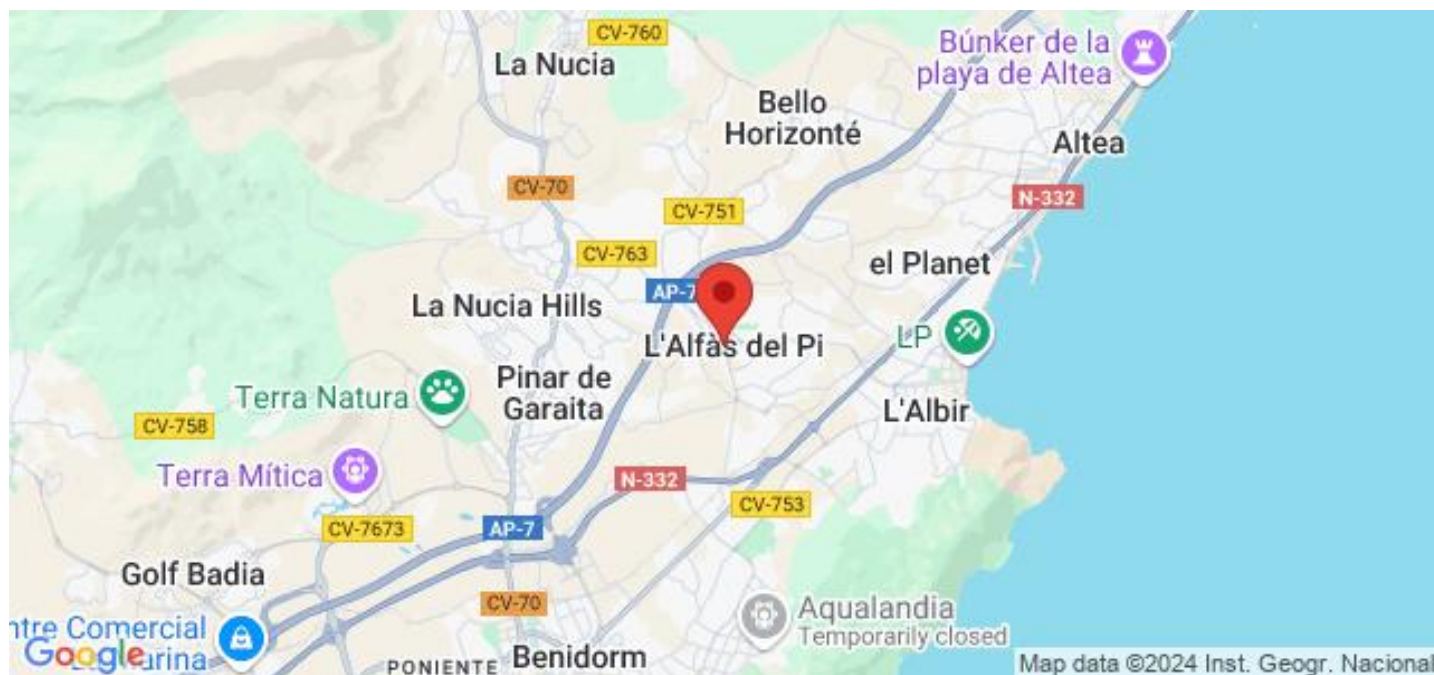 CV-760
La Nucia
Búnker de la
playa de Altea
Bello
Horizonté
Altea
CV-70
N-332
CV-751
CV-763
el Planet
AP-7
La Nucia Hills
L'Alfàs del Pi
LP
Pinar de
Garaita
Terra Natura
L'Albir
CV-758
Terra Mítica
N-332
CV-753
CV-7673
AP-7
Golf Badia
CV-70
Aqualandia
Temporarily closed
ntre Comercial
arina
Google
PONIENTE
Benidorm
Map data ©2024 Inst. Geogr. Nacional